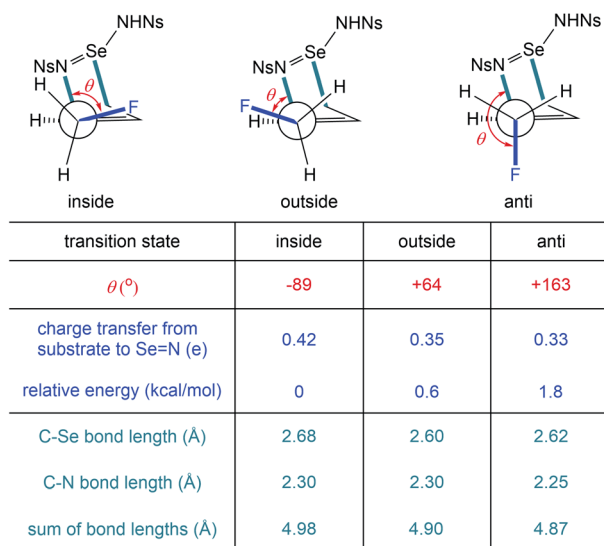 NHNs
Se
NsN
H
θ
F
H
H
inside
NHNs
Se
NsN
θ
H
F
H
H
outside
NHNs
Se
NsN
H
H
H
θ
F
anti
transition state inside outside anti
θ (°) -89 +64 +163
charge transfer from
substrate to Se=N (e) 0.42 0.35 0.33
relative energy (kcal/mol) 0 0.6 1.8
C-Se bond length (Å) 2.68 2.60 2.62
C-N bond length (Å) 2.30 2.30 2.25
sum of bond lengths (Å) 4.98 4.90 4.87